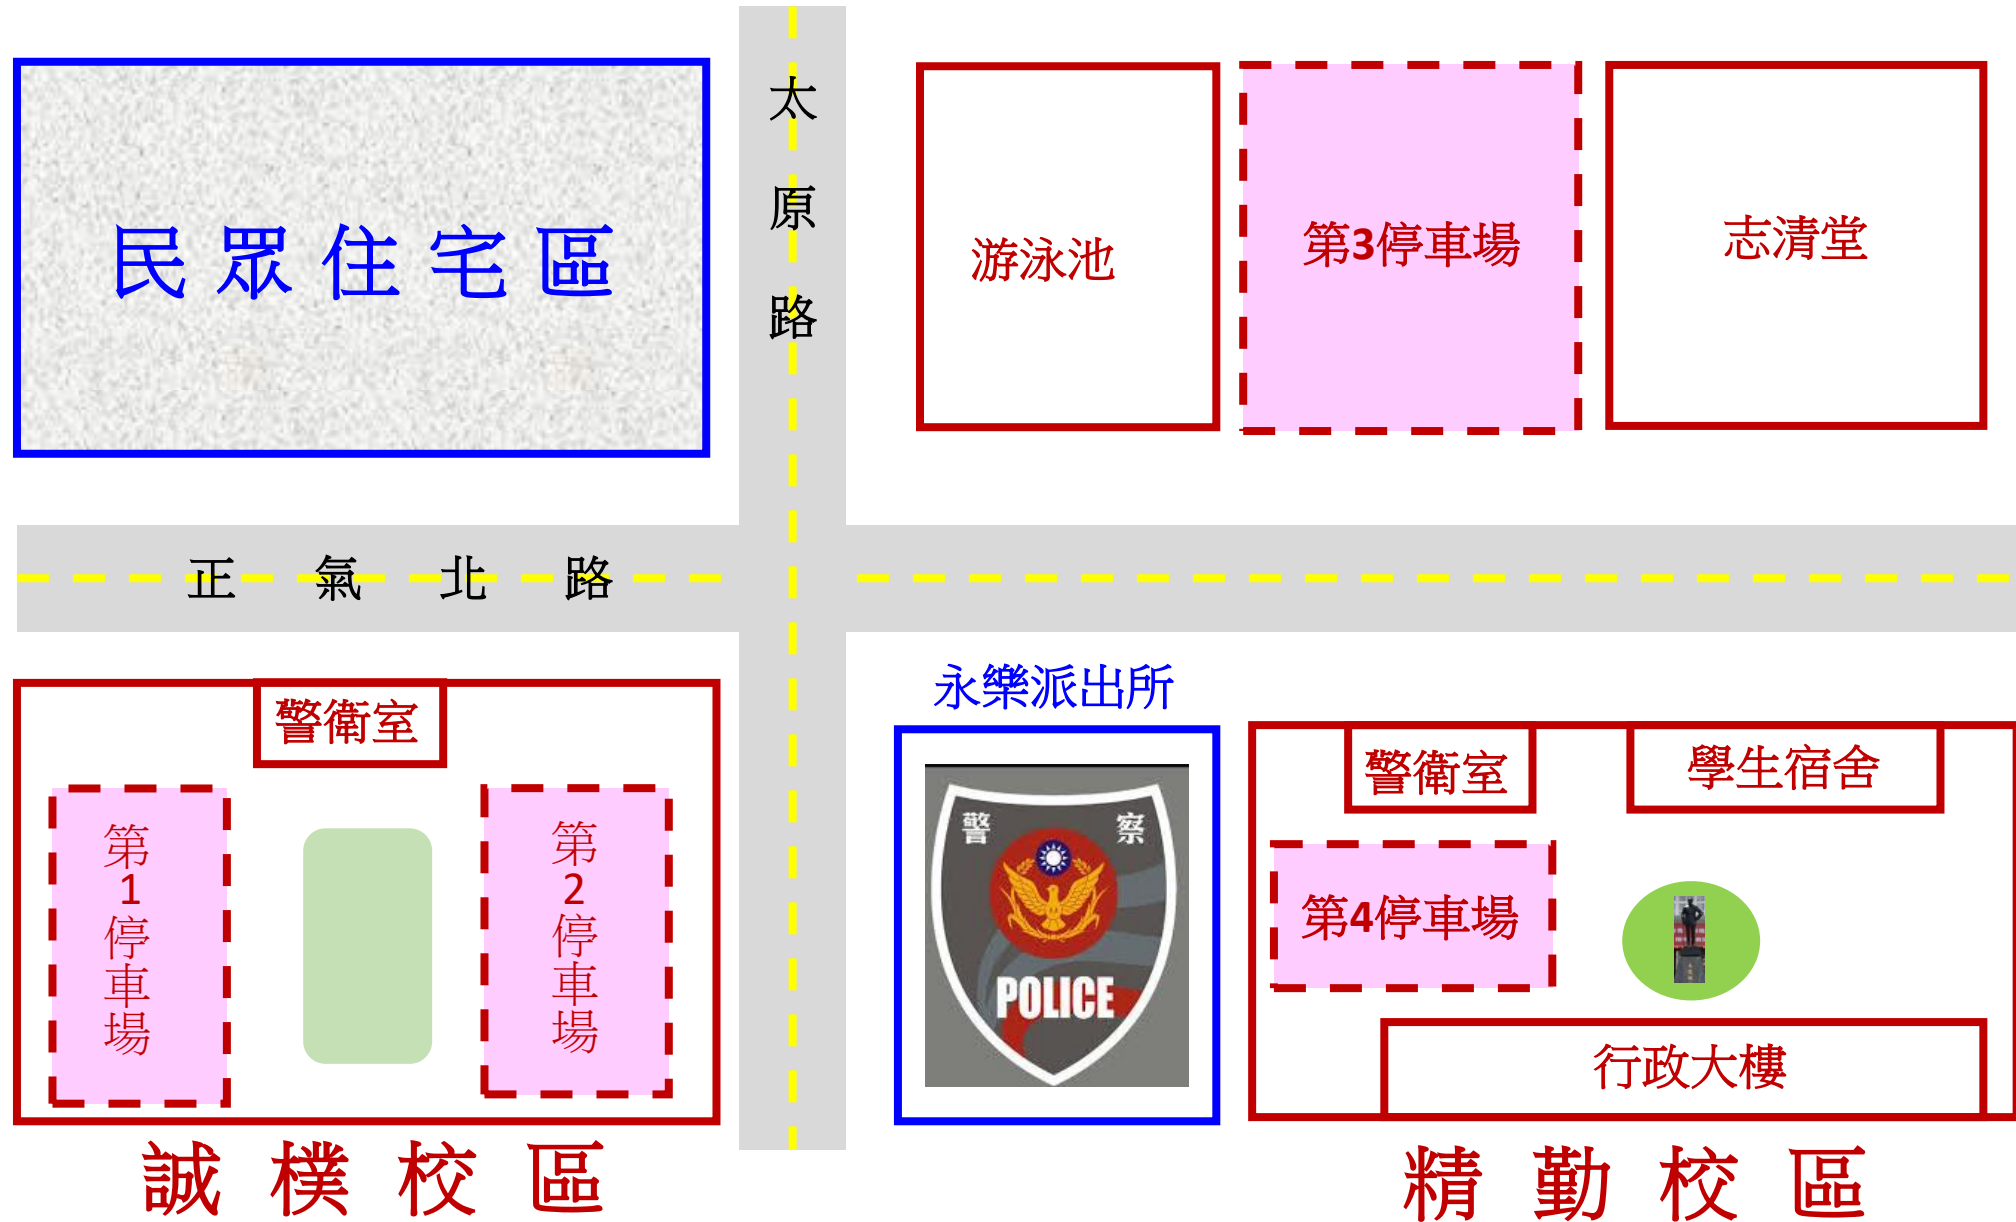 太原路
民眾住宅區
游泳池
第3停車場
志清堂
正氣北路
永樂派出所
警衛室
警衛室
學生宿舍
第1停車場
第2停車場
警察
POLICE
第4停車場
行政大樓
誠樸校區
精勤校區